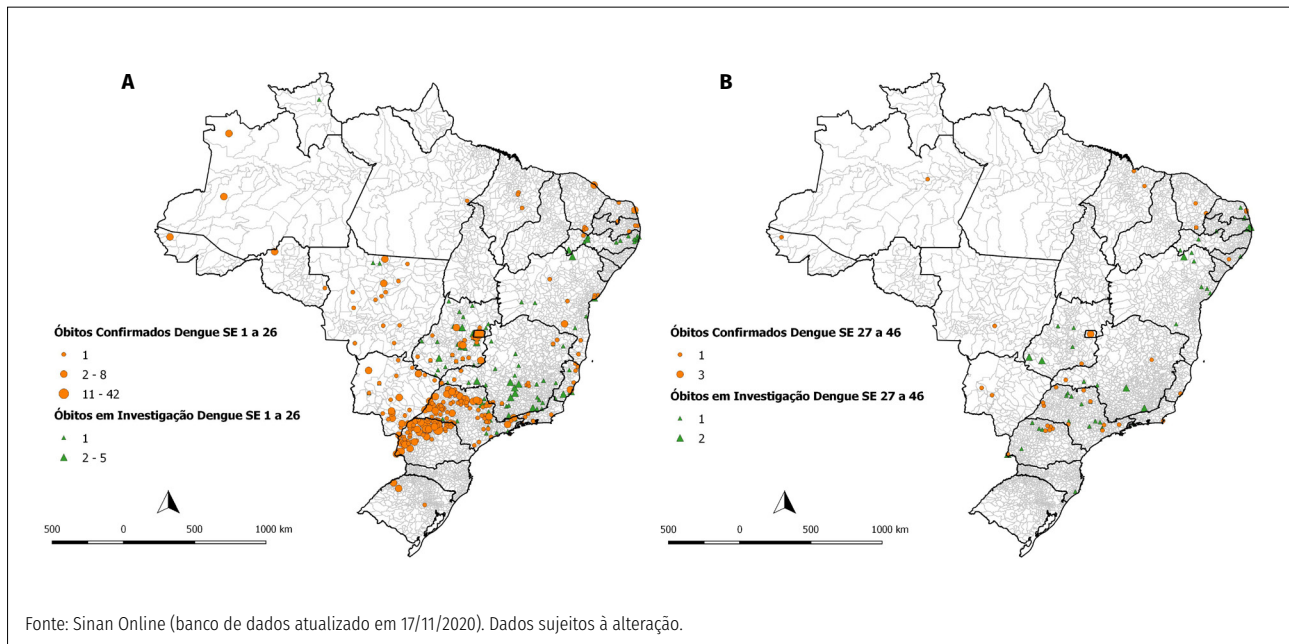 A
Óbitos Confirmados Dengue SE 1 a 26
1
2 - 8
11 - 42
Óbitos em Investigação Dengue SE 1 a 26
1
2 - 5
500 0 500 1000 km
B
Óbitos Confirmados Dengue SE 27 a 46
1
3
Óbitos em Investigação Dengue SE 27 a 46
1
2
500 0 500 1000 km
Fonte: Sinan Online (banco de dados atualizado em 17/11/2020). Dados sujeitos à alteração.